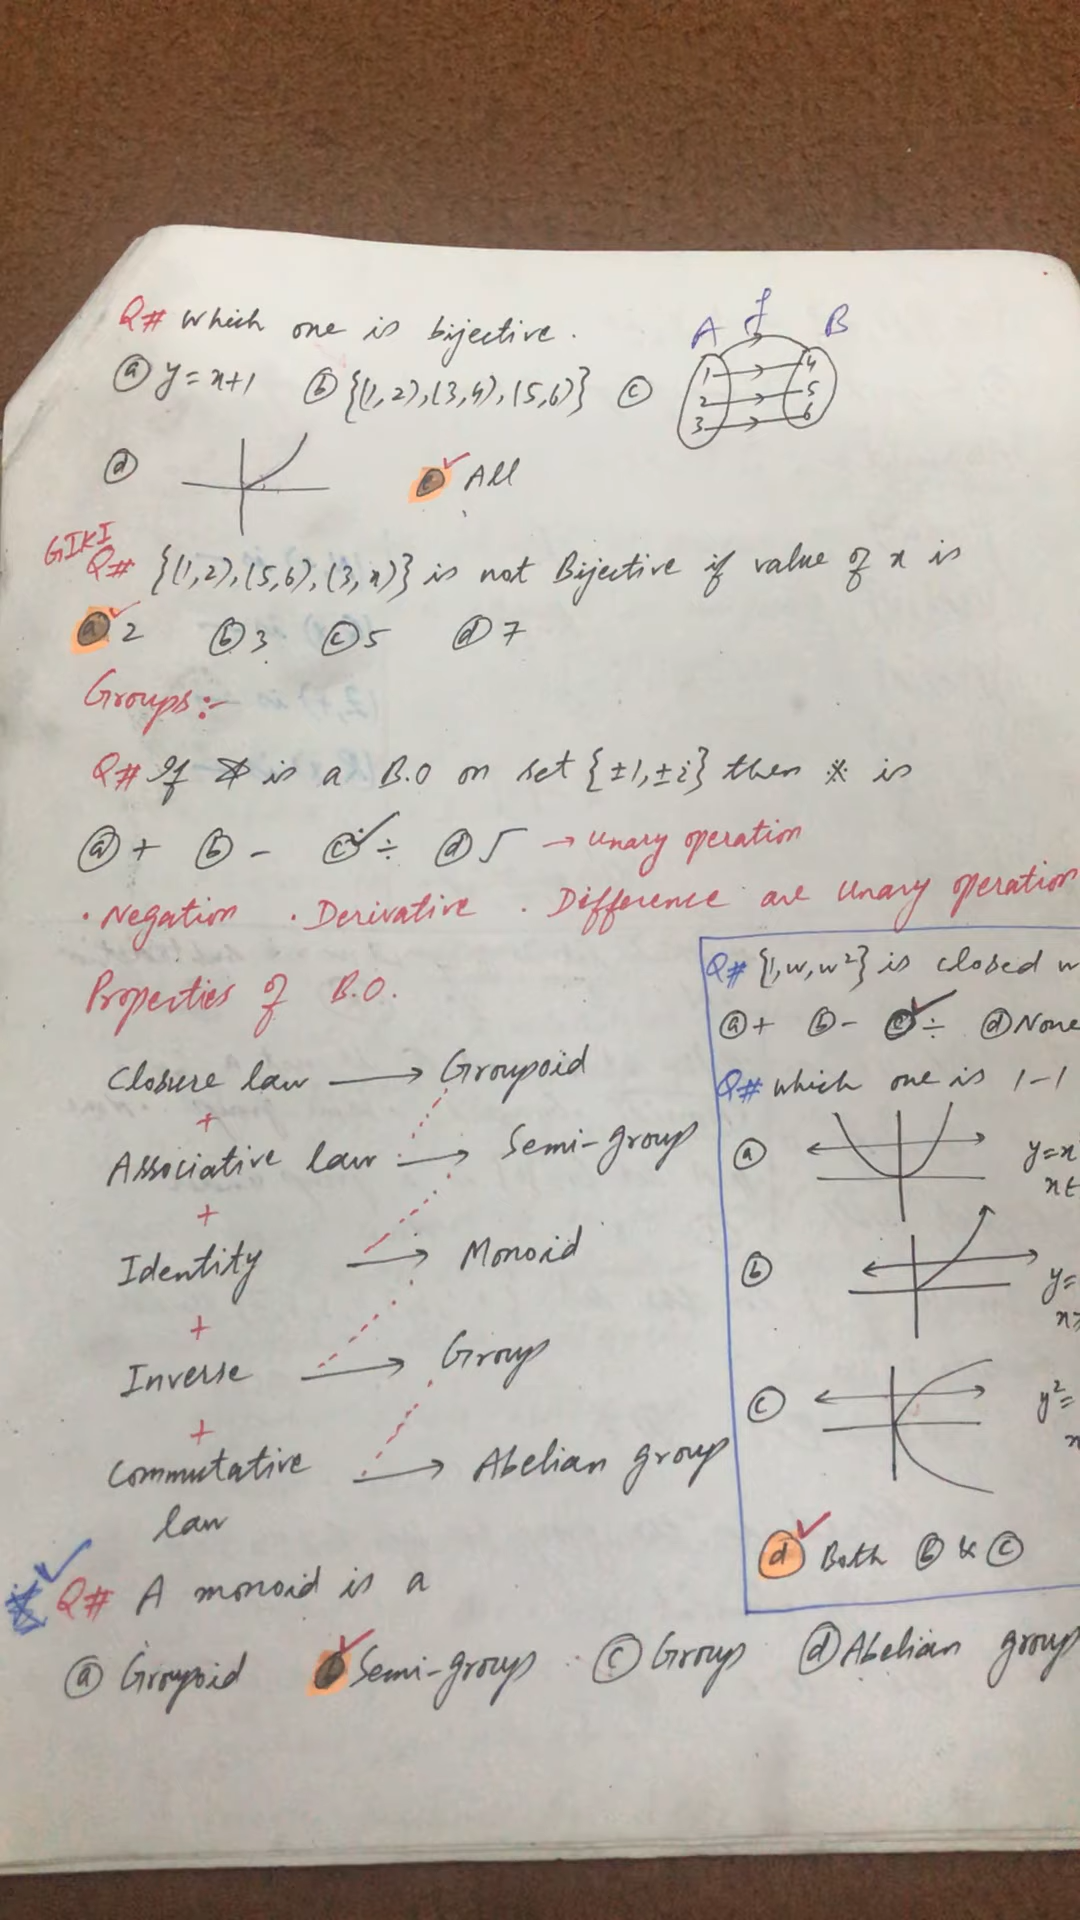 Q# Which one is bijective.
ⓐ y = x+1 ⓑ {(1,2),(3,4),(5,6)} ⓒ
A f B
1 4
2 5
3 6
ⓓ
ⓔ All
GIKI
Q# {(1,2),(5,6),(3,x)} is not Bijective if value of x is
ⓐ 2 ⓑ 3 ⓒ 5 ⓓ 7
Groups:-
Q# If * is a B.O on set {±1,±i} then * is
ⓐ + ⓑ - ⓒ ÷ ⓓ √ → Unary operation
· Negation · Derivative . Difference are Unary operation
Properties of B.O.
Closure law → Groupoid
+
Associative law → Semi-group
+
Identity → Monoid
+
Inverse → Group
+
Commutative law → Abelian group
Q# {1,w,w²} is closed w
ⓐ + ⓑ - ⓒ ÷ ⓓ None
Q# which one is 1-1
ⓐ y=x
ⓑ y=
x≥
ⓒ y²=
ⓓ Both ⓑ & ⓒ
Q# A monoid is a
ⓐ Groupoid ⓑ Semi-group ⓒ Group ⓓ Abelian group